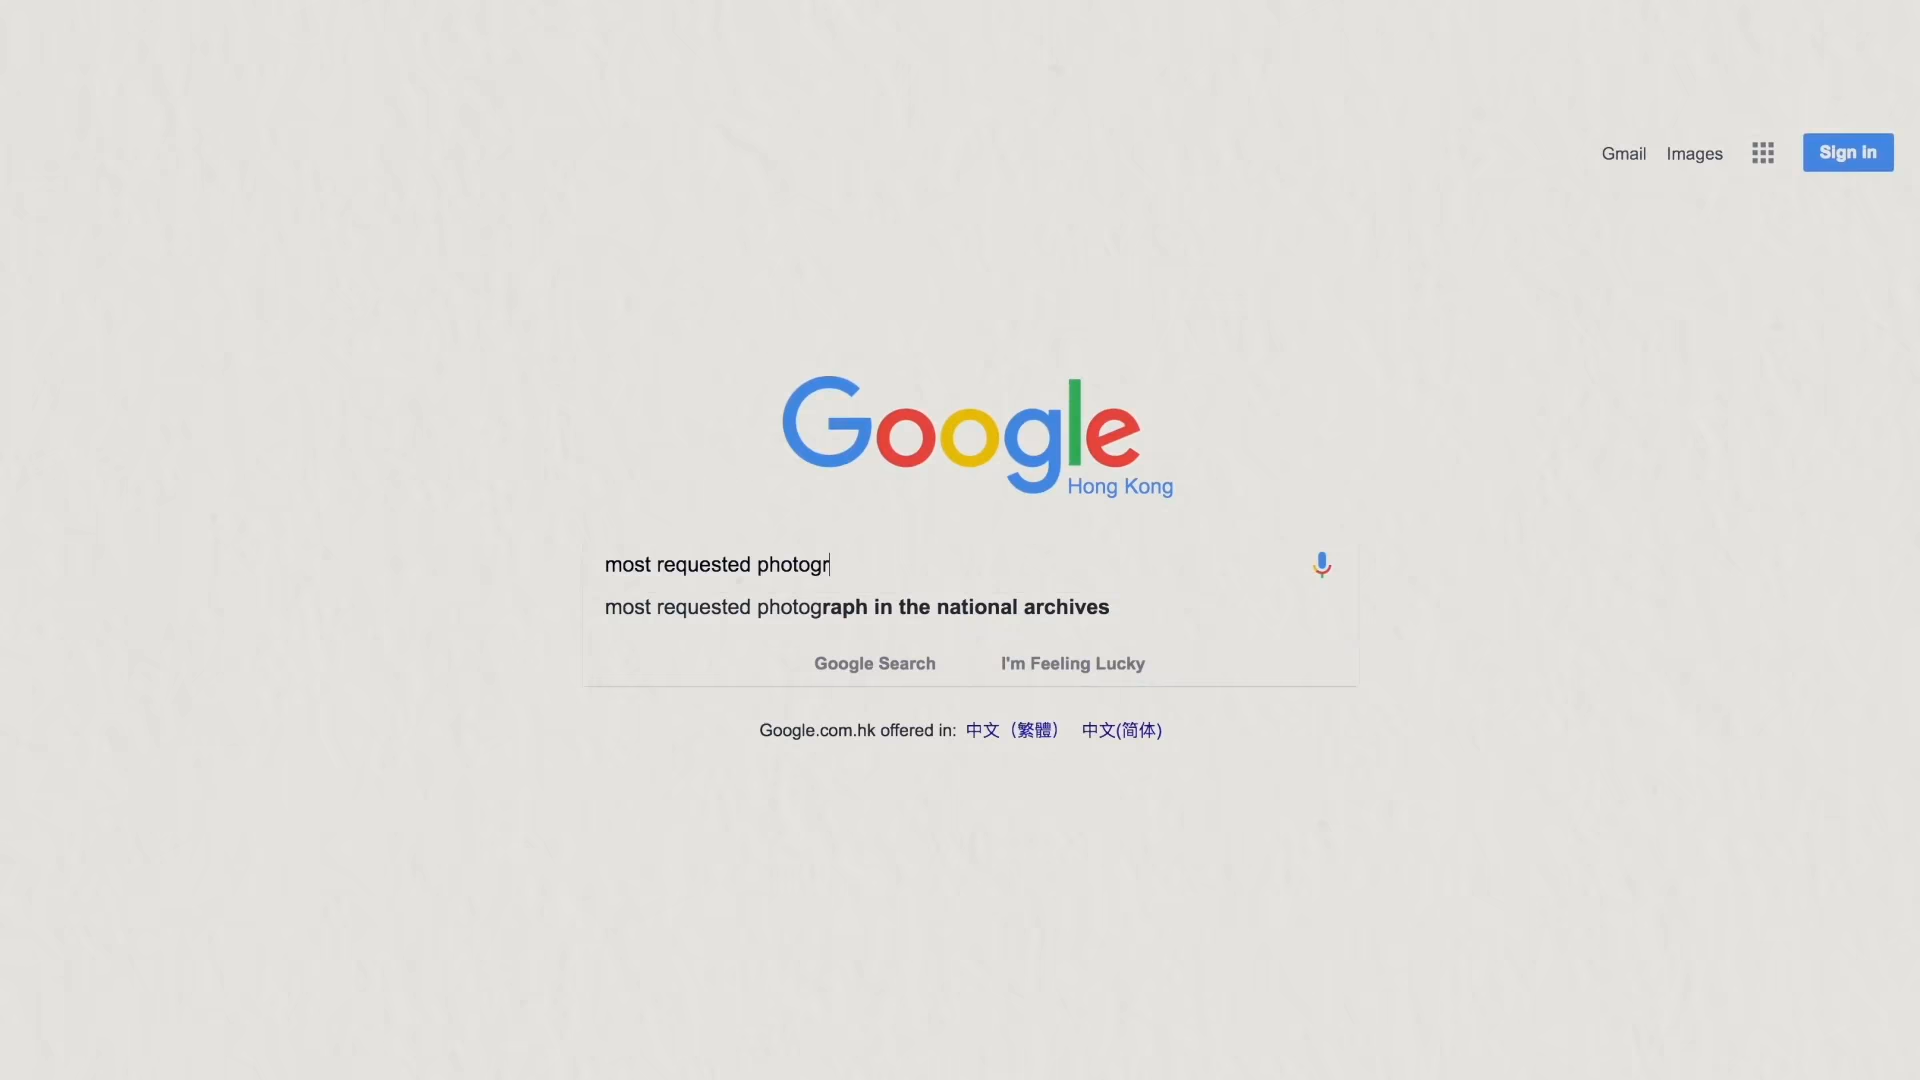 Gmail Images Sign in
Google
Hong Kong
most requested photogr
most requested photograph in the national archives
Google Search I'm Feeling Lucky
Google.com.hk offered in: 中文（繁體） 中文(简体)